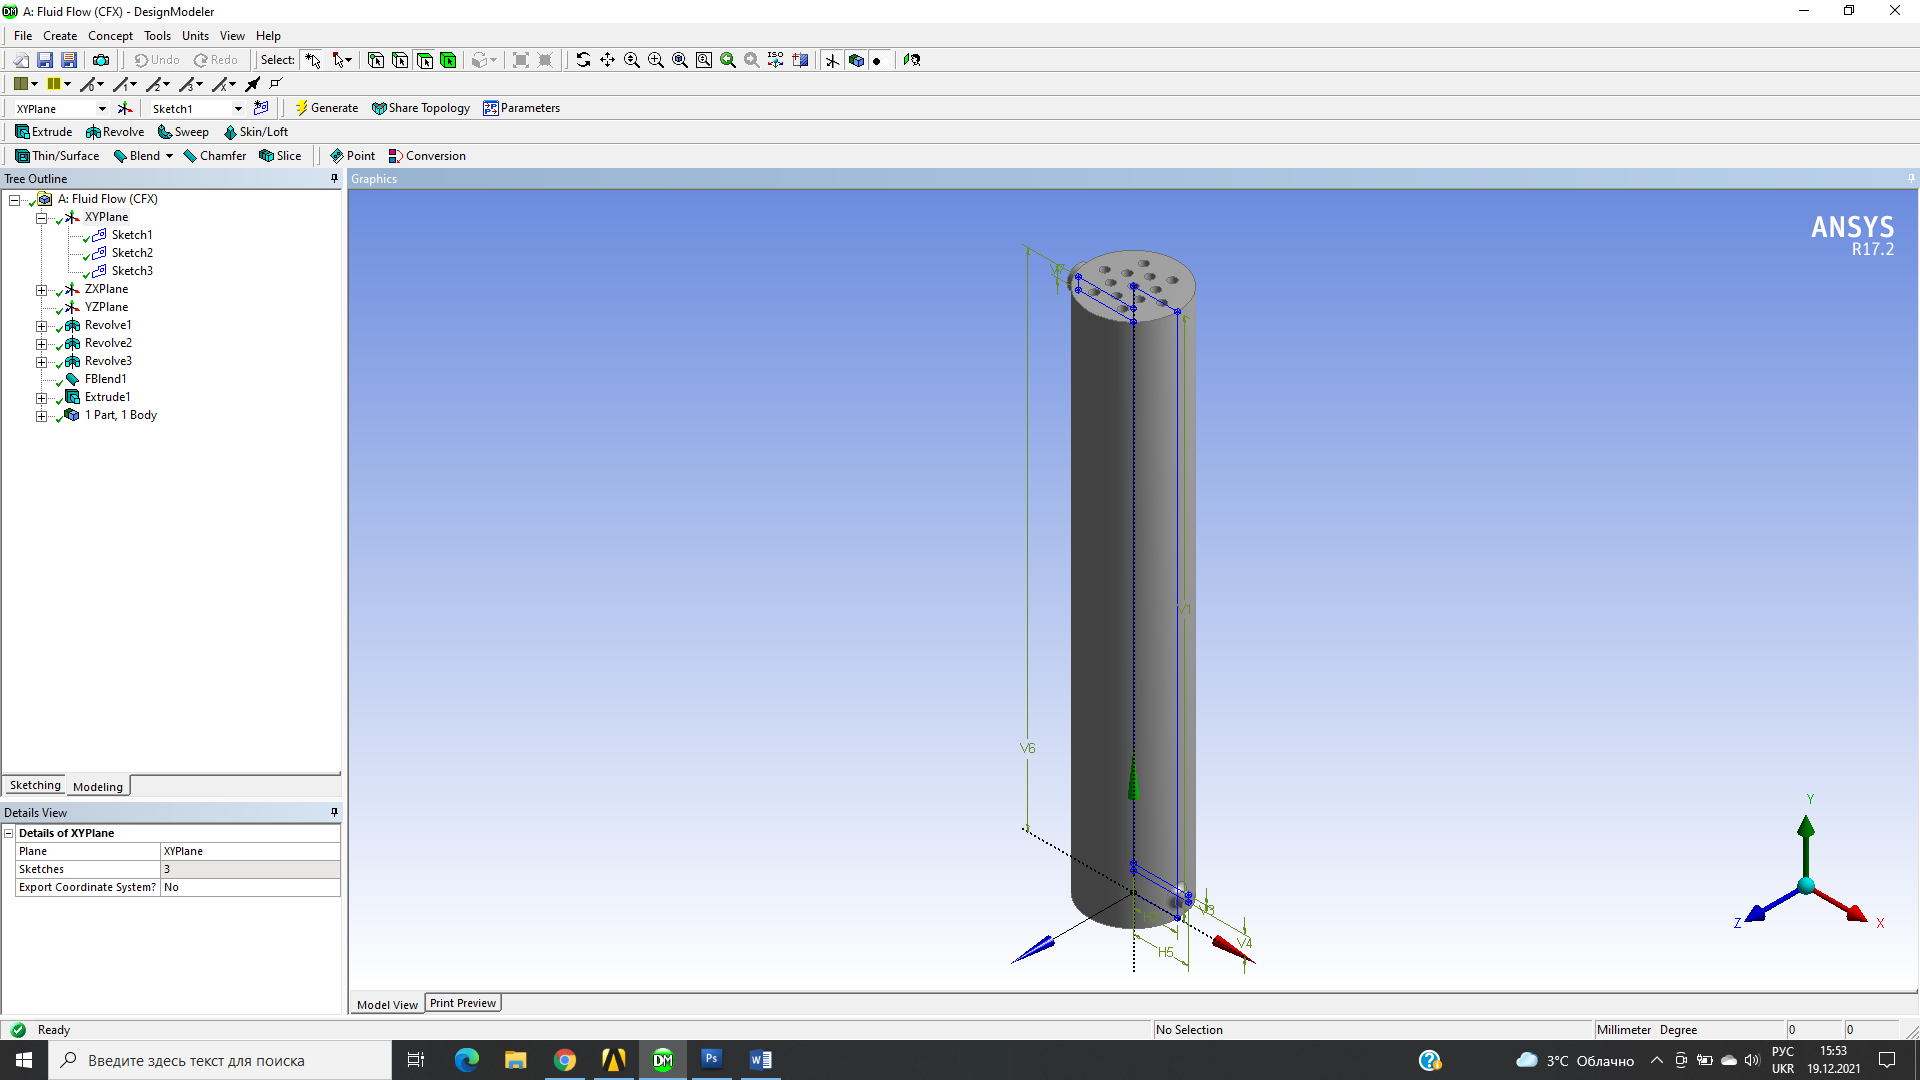 A: Fluid Flow (CFX) - DesignModeler
File Create Concept Tools Units View Help
Undo Redo Select: ISO
XYPlane Sketch1 Generate Share Topology Parameters
Extrude Revolve Sweep Skin/Loft
Thin/Surface Blend Chamfer Slice Point Conversion
Tree Outline
A: Fluid Flow (CFX)
XYPlane
Sketch1
Sketch2
Sketch3
ZXPlane
YZPlane
Revolve1
Revolve2
Revolve3
FBlend1
Extrude1
1 Part, 1 Body
Sketching Modeling
Details View
Details of XYPlane
Plane XYPlane
Sketches 3
Export Coordinate System? No
Graphics
ANSYS
R17.2
V1
V6
V3
V4
H5
Y
Z
X
Model View Print Preview
Ready No Selection Millimeter Degree 0 0
Введите здесь текст для поиска
DM Ps
3°C Облачно
РУС
UKR
15:53
19.12.2021